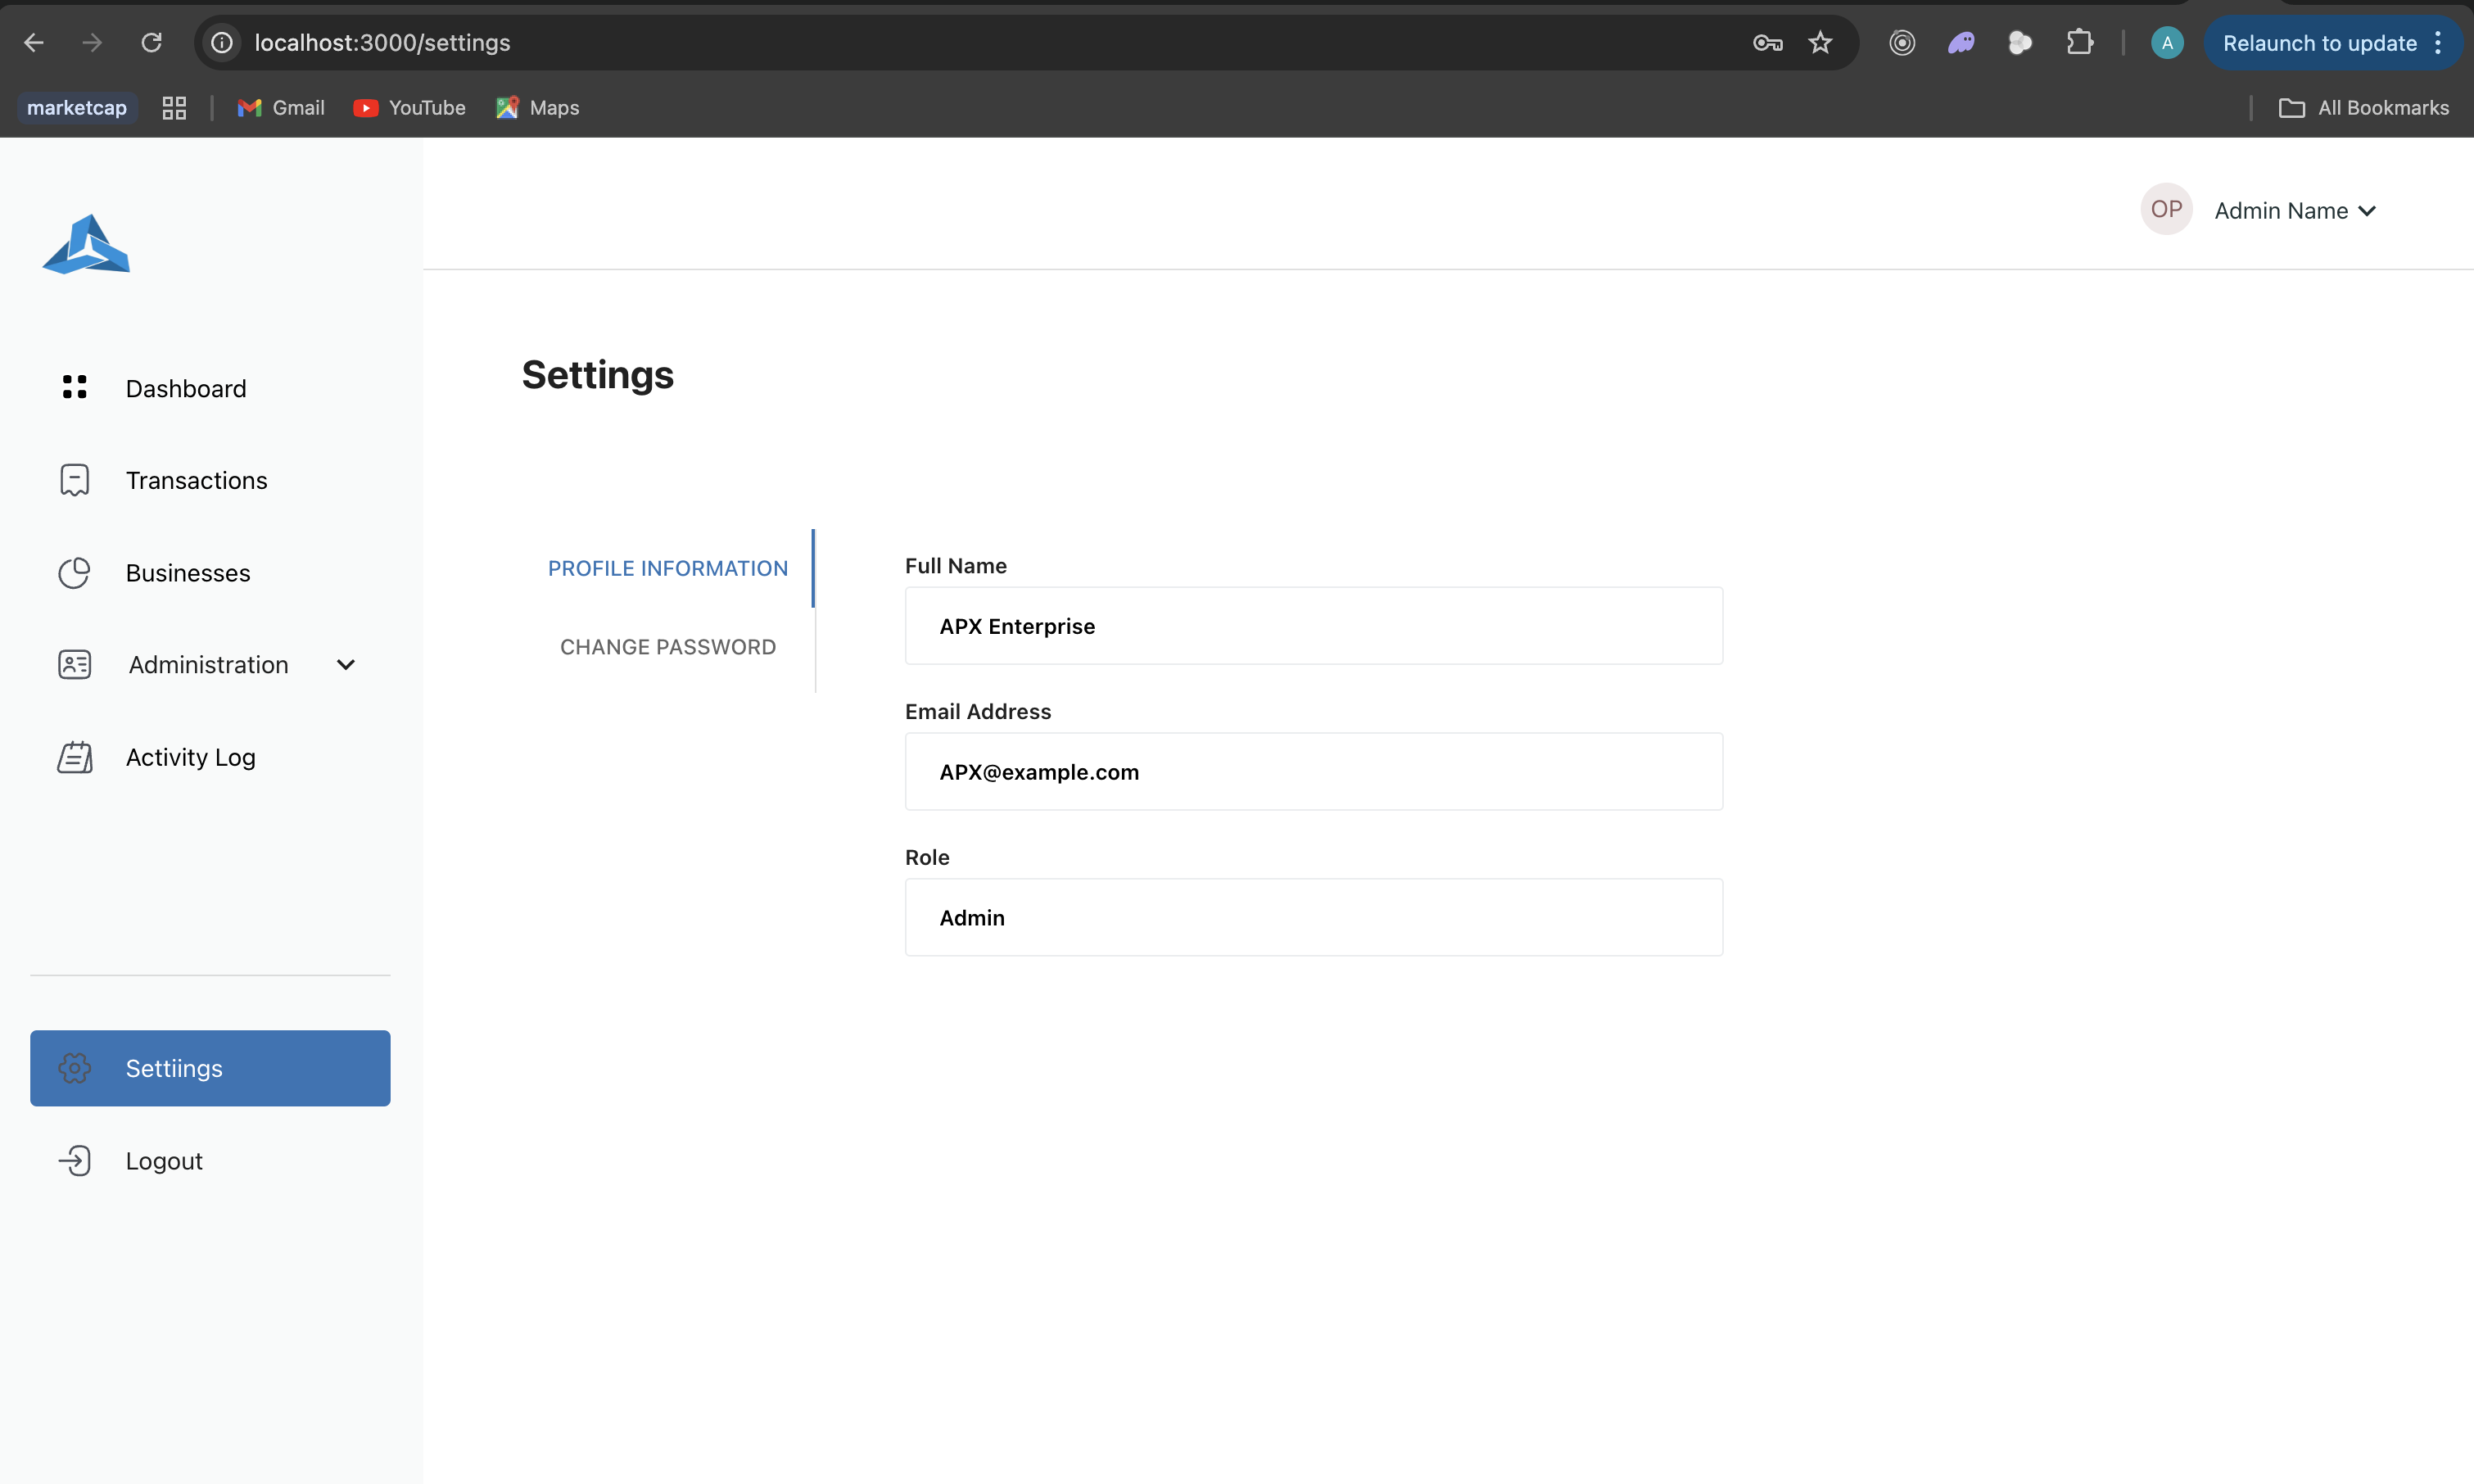 localhost:3000/settings
A
Relaunch to update
marketcap
Gmail
YouTube
Maps
All Bookmarks
OP
Admin Name
Dashboard
Transactions
Businesses
Administration
Activity Log
Settiings
Logout
Settings
PROFILE INFORMATION
CHANGE PASSWORD
Full Name
APX Enterprise
Email Address
APX@example.com
Role
Admin